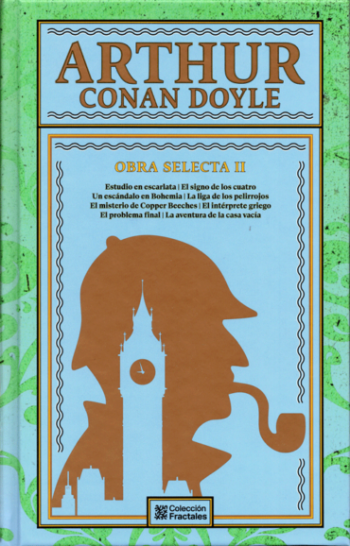 ARTHUR
CONAN DOYLE
OBRA SELECTA II
Estudio en escarlata | El signo de los cuatro
Un escándalo en Bohemia | La liga de los pelirrojos
El misterio de Copper Beeches | El intérprete griego
El problema final | La aventura de la casa vacía
Colección
Fractales